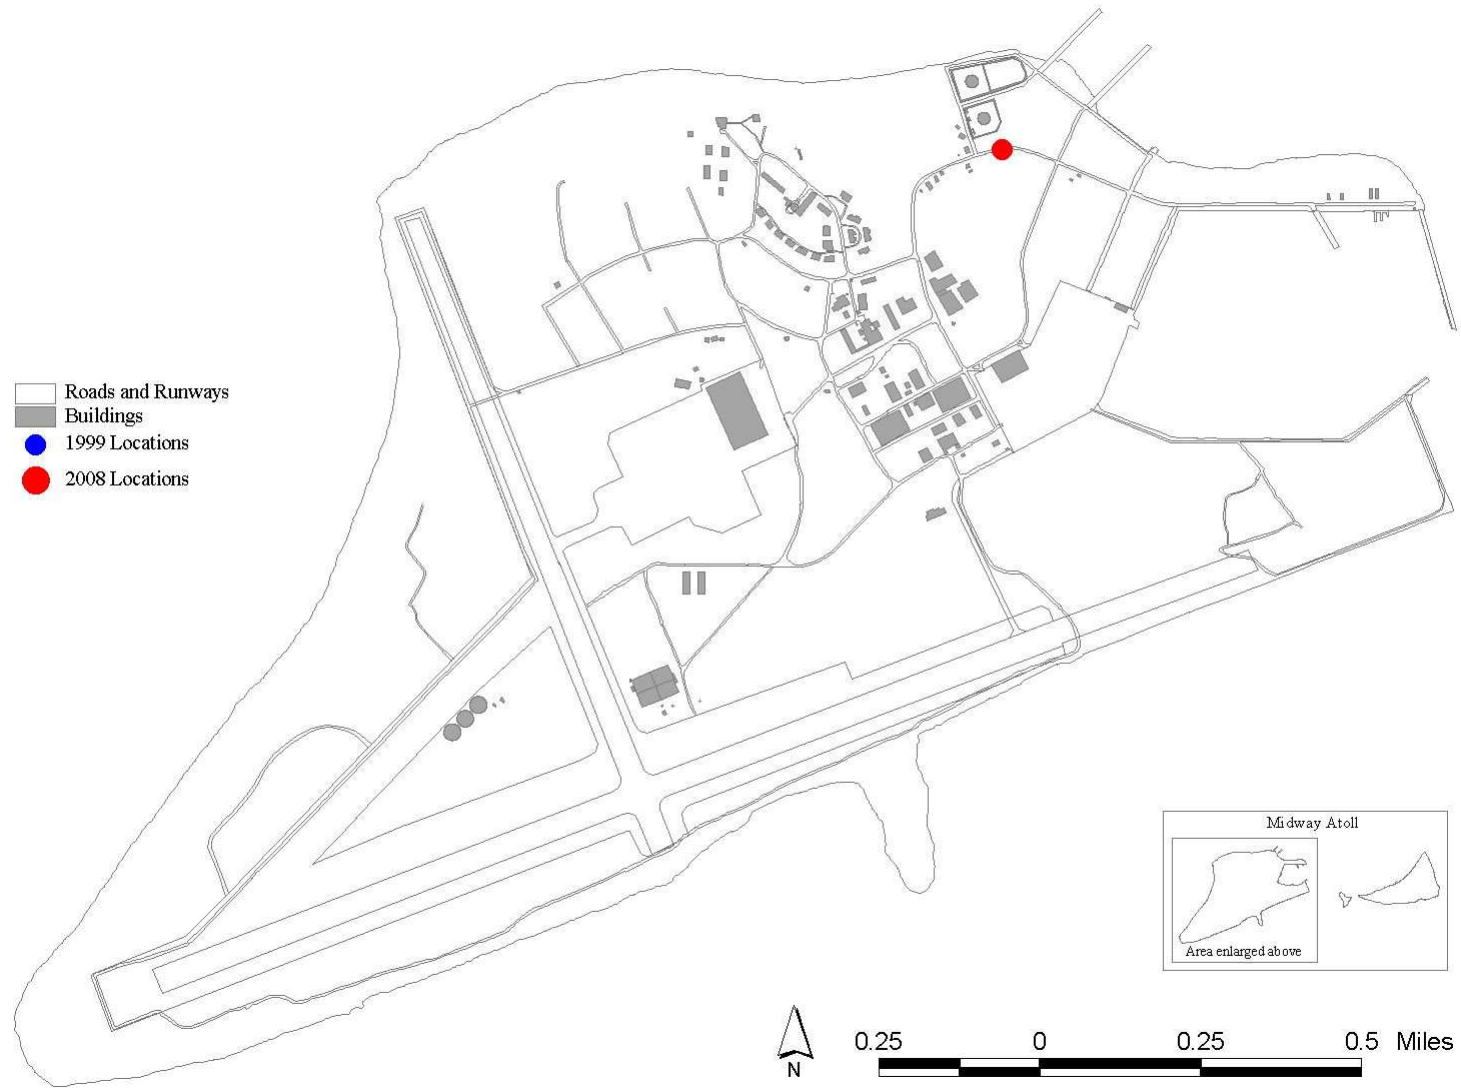 Roads and Runways
Buildings
1999 Locations
2008 Locations
Midway Atoll
Area enlarged above
N
0.25 0 0.25 0.5 Miles